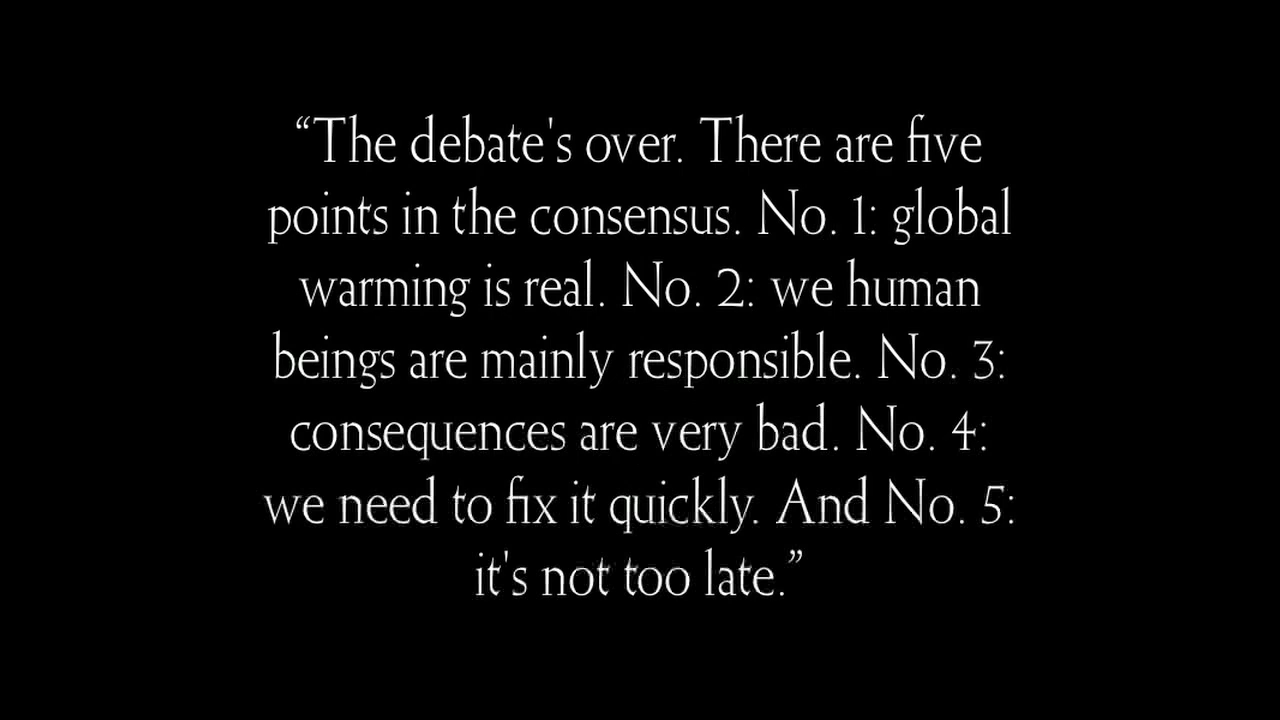 “The debate's over. There are five
points in the consensus. No. 1: global
warming is real. No. 2: we human
beings are mainly responsible. No. 3:
consequences are very bad. No. 4:
we need to fix it quickly. And No. 5:
it's not too late.”